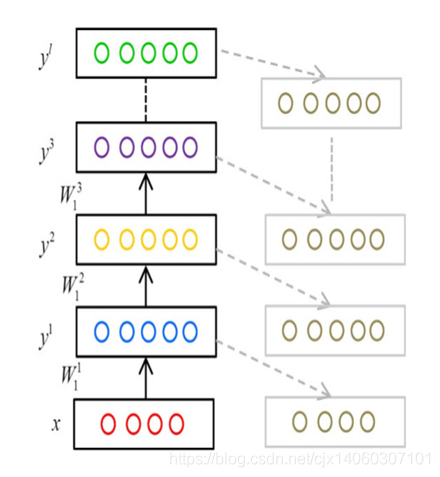 y^l
y^3
W_1^3
y^2
W_1^2
y^1
W_1^1
x
https://blog.csdn.net/cjx14060307101